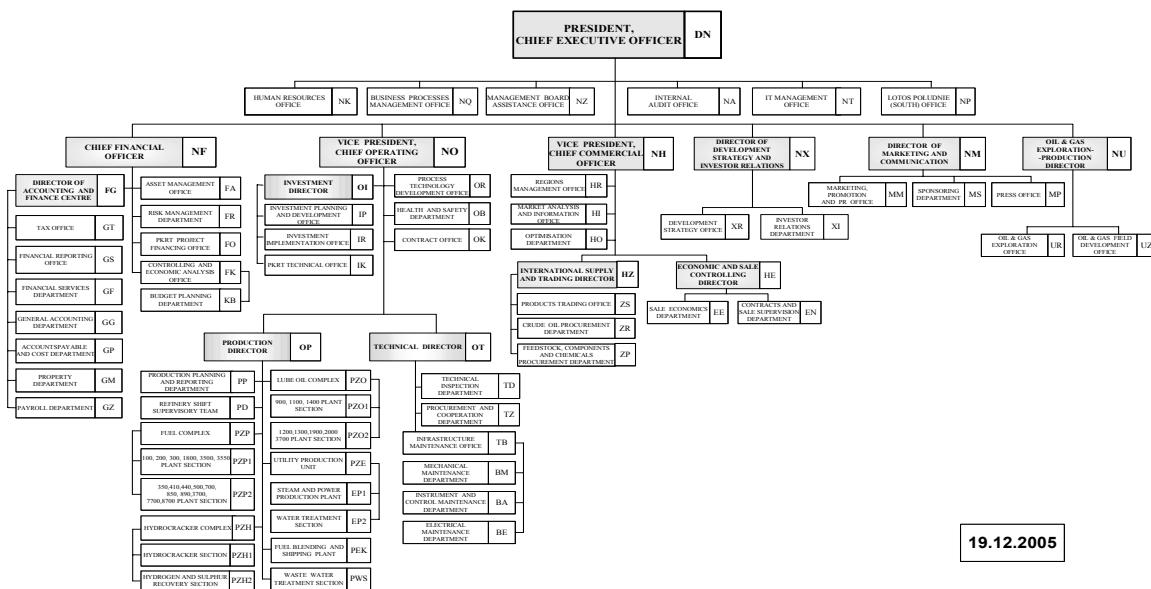 PRESIDENT,
CHIEF EXECUTIVE OFFICER
DN
HUMAN RESOURCES
OFFICE
NK
BUSINESS PROCESSES
MANAGEMENT OFFICE
NQ
MANAGEMENT BOARD
ASSISTANCE OFFICE
NZ
INTERNAL
AUDIT OFFICE
NA
IT MANAGEMENT
OFFICE
NT
LOTOS POLUDNIE
(SOUTH) OFFICE
NP
CHIEF FINANCIAL
OFFICER
NF
VICE PRESIDENT,
CHIEF OPERATING
OFFICER
NO
VICE PRESIDENT,
CHIEF COMMERCIAL
OFFICER
NH
DIRECTOR OF
DEVELOPMENT
STRATEGY AND
INVESTOR RELATIONS
NX
DIRECTOR OF
MARKETING AND
COMMUNICATION
NM
OIL & GAS
EXPLORATION-
-PRODUCTION
DIRECTOR
NU
DIRECTOR OF
ACCOUNTING AND
FINANCE CENTRE
FG
TAX OFFICE
GT
FINANCIAL REPORTING
OFFICE
GS
FINANCIAL SERVICES
DEPARTMENT
GF
GENERAL ACCOUNTING
DEPARTMENT
GG
ACCOUNTSPAYABLE
AND COST DEPARTMENT
GP
PROPERTY
DEPARTMENT
GM
PAYROLL DEPARTMENT
GZ
ASSET MANAGEMENT
OFFICE
FA
RISK MANAGEMENT
DEPARTMENT
FR
PKRT PROJECT
FINANCING OFFICE
FO
CONTROLLING AND
ECONOMIC ANALYSIS
OFFICE
FK
BUDGET PLANNING
DEPARTMENT
KB
INVESTMENT
DIRECTOR
OI
INVESTMENT PLANNING
AND DEVELOPMENT
OFFICE
IP
INVESTMENT
IMPLEMENTATION OFFICE
IR
PKRT TECHNICAL OFFICE
IK
PROCESS
TECHNOLOGY
DEVELOPMENT OFFICE
OR
HEALTH AND SAFETY
DEPARTMENT
OB
CONTRACT OFFICE
OK
REGIONS
MANAGEMENT OFFICE
HR
MARKET ANALYSIS
AND INFORMATION
OFFICE
HI
OPTIMISATION
DEPARTMENT
HO
INTERNATIONAL SUPPLY
AND TRADING DIRECTOR
HZ
PRODUCTS TRADING OFFICE
ZS
CRUDE OIL PROCUREMENT
DEPARTMENT
ZR
FEEDSTOCK, COMPONENTS
AND CHEMICALS
PROCUREMENT DEPARTMENT
ZP
ECONOMIC AND SALE
CONTROLLING
DIRECTOR
HE
SALE ECONOMICS
DEPARTMENT
EE
CONTRACTS AND
SALE SUPERVISION
DEPARTMENT
EN
DEVELOPMENT
STRATEGY OFFICE
XR
INVESTOR
RELATIONS
DEPARTMENT
XI
MARKETING,
PROMOTION
AND PR OFFICE
MM
SPONSORING
DEPARTMENT
MS
PRESS OFFICE
MP
OIL & GAS
EXPLORATION
OFFICE
UR
OIL & GAS FIELD
DEVELOPMENT
OFFICE
UZ
PRODUCTION
DIRECTOR
OP
TECHNICAL DIRECTOR
OT
PRODUCTION PLANNING
AND REPORTING
DEPARTMENT
PP
REFINERY SHIFT
SUPERVISORY TEAM
PD
FUEL COMPLEX
PZP
100, 200, 300, 1800, 3500, 3550
PLANT SECTION
PZP1
350,410,440,500,700,
850, 890,3700,
7700,8700 PLANT SECTION
PZP2
HYDROCRACKER COMPLEX
PZH
HYDROCRACKER SECTION
PZH1
HYDROGEN AND SULPHUR
RECOVERY SECTION
PZH2
LUBE OIL COMPLEX
PZO
900, 1100, 1400 PLANT
SECTION
PZO1
1200,1300,1900,2000
3700 PLANT SECTION
PZO2
UTILITY PRODUCTION
UNIT
PZE
STEAM AND POWER
PRODUCTION PLANT
EP1
WATER TREATMENT
SECTION
EP2
FUEL BLENDING AND
SHIPPING PLANT
PEK
WASTE WATER
TREATMENT SECTION
PWS
TECHNICAL
INSPECTION
DEPARTMENT
TD
PROCUREMENT AND
COOPERATION
DEPARTMENT
TZ
INFRASTRUCTURE
MAINTENANCE OFFICE
TB
MECHANICAL
MAINTENANCE
DEPARTMENT
BM
INSTRUMENT AND
CONTROL MAINTENANCE
DEPARTMENT
BA
ELECTRICAL
MAINTENANCE
DEPARTMENT
BE
19.12.2005